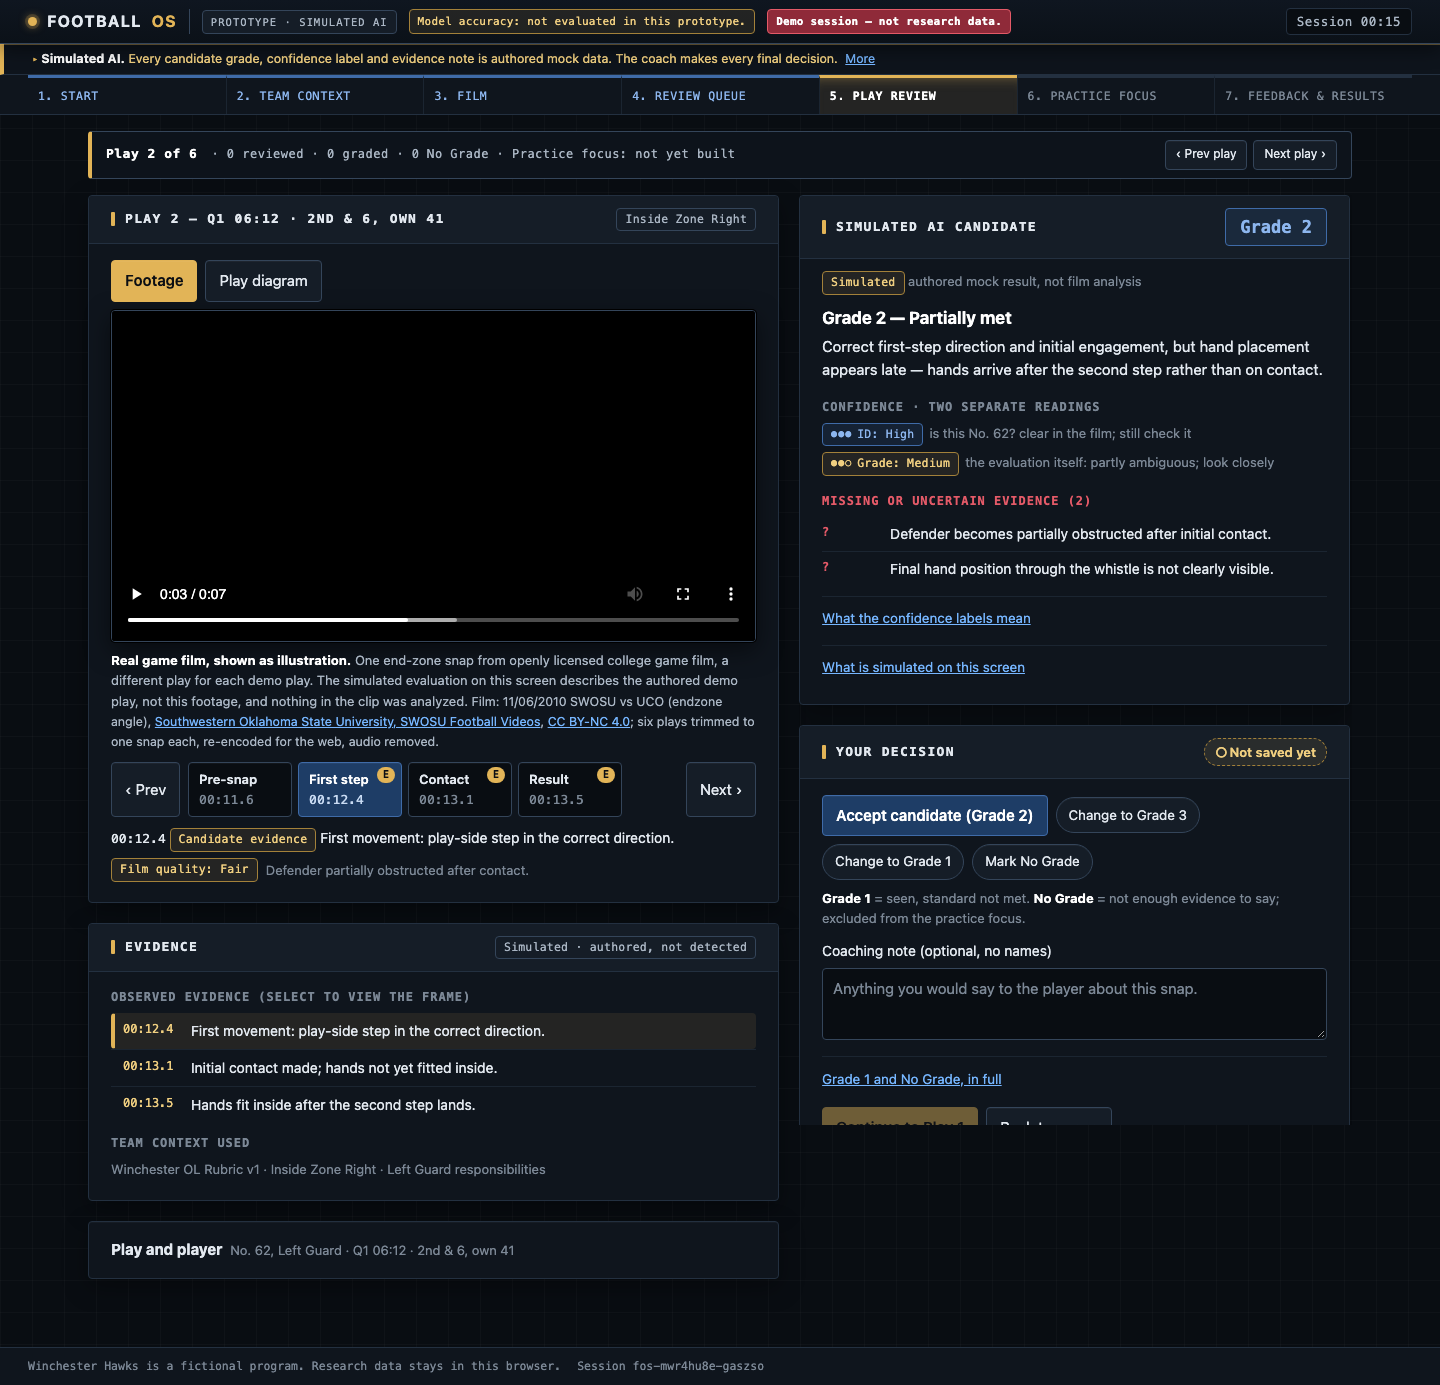 FOOTBALL OS
PROTOTYPE · SIMULATED AI
Model accuracy: not evaluated in this prototype.
Demo session — not research data.
Session 00:15
Simulated AI. Every candidate grade, confidence label and evidence note is authored mock data. The coach makes every final decision. More
1. START
2. TEAM CONTEXT
3. FILM
4. REVIEW QUEUE
5. PLAY REVIEW
6. PRACTICE FOCUS
7. FEEDBACK & RESULTS
Play 2 of 6 · 0 reviewed · 0 graded · 0 No Grade · Practice focus: not yet built
‹ Prev play
Next play ›
PLAY 2 — Q1 06:12 · 2ND & 6, OWN 41
Inside Zone Right
Footage
Play diagram
0:03 / 0:07
Real game film, shown as illustration. One end-zone snap from openly licensed college game film, a
different play for each demo play. The simulated evaluation on this screen describes the authored demo
play, not this footage, and nothing in the clip was analyzed. Film: 11/06/2010 SWOSU vs UCO (endzone
angle), Southwestern Oklahoma State University, SWOSU Football Videos, CC BY-NC 4.0; six plays trimmed to
one snap each, re-encoded for the web, audio removed.
‹ Prev
Pre-snap
00:11.6
First step E
00:12.4
Contact E
00:13.1
Result E
00:13.5
Next ›
00:12.4 Candidate evidence First movement: play-side step in the correct direction.
Film quality: Fair Defender partially obstructed after contact.
EVIDENCE
Simulated · authored, not detected
OBSERVED EVIDENCE (SELECT TO VIEW THE FRAME)
00:12.4 First movement: play-side step in the correct direction.
00:13.1 Initial contact made; hands not yet fitted inside.
00:13.5 Hands fit inside after the second step lands.
TEAM CONTEXT USED
Winchester OL Rubric v1 · Inside Zone Right · Left Guard responsibilities
Play and player No. 62, Left Guard · Q1 06:12 · 2nd & 6, own 41
SIMULATED AI CANDIDATE
Grade 2
Simulated authored mock result, not film analysis
Grade 2 — Partially met
Correct first-step direction and initial engagement, but hand placement
appears late — hands arrive after the second step rather than on contact.
CONFIDENCE · TWO SEPARATE READINGS
●●● ID: High is this No. 62? clear in the film; still check it
●●○ Grade: Medium the evaluation itself: partly ambiguous; look closely
MISSING OR UNCERTAIN EVIDENCE (2)
? Defender becomes partially obstructed after initial contact.
? Final hand position through the whistle is not clearly visible.
What the confidence labels mean
What is simulated on this screen
YOUR DECISION
Not saved yet
Accept candidate (Grade 2)
Change to Grade 3
Change to Grade 1
Mark No Grade
Grade 1 = seen, standard not met. No Grade = not enough evidence to say;
excluded from the practice focus.
Coaching note (optional, no names)
Anything you would say to the player about this snap.
Grade 1 and No Grade, in full
Winchester Hawks is a fictional program. Research data stays in this browser. Session fos-mwr4hu8e-gaszso